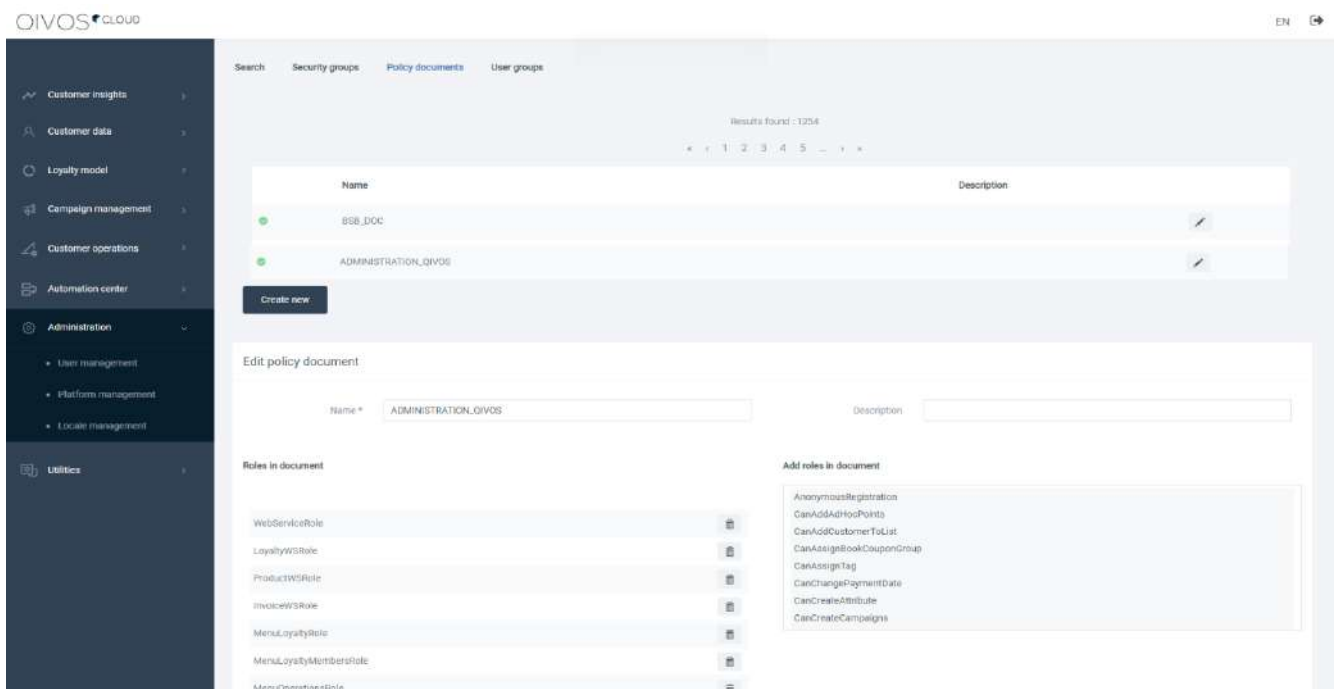 QIVOS CLOUD
EN
Search Security groups Policy documents User groups
Customer insights
Customer data
Loyalty model
Campaign management
Customer operations
Automation center
Administration
User management
Platform management
Locale management
Utilities
Results found : 1254
« ‹ 1 2 3 4 5 ... › »
Name Description
BSB_DOC
ADMINISTRATION_QIVOS
Create new
Edit policy document
Name * ADMINISTRATION_QIVOS Description
Roles in document
WebServiceRole
LoyaltyWSRole
ProductWSRole
InvoiceWSRole
MenuLoyaltyRole
MenuLoyaltyMembersRole
MenuOperationsRole
Add roles in document
AnonymousRegistration
CanAddAdHocPoints
CanAddCustomerToList
CanAssignBookCouponGroup
CanAssignTag
CanChangePaymentDate
CanCreateAttribute
CanCreateCampaigns